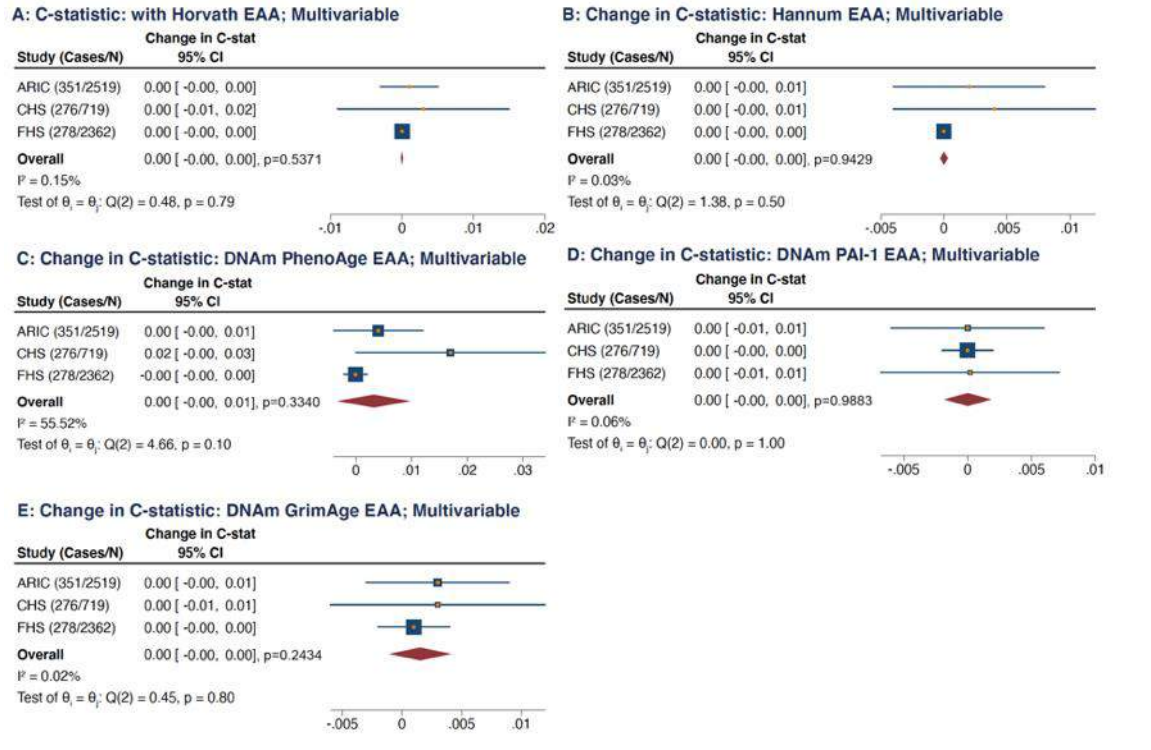 A: C-statistic: with Horvath EAA; Multivariable
Change in C-stat
Study (Cases/N) 95% CI
ARIC (351/2519) 0.00 [ -0.00, 0.00]
CHS (276/719) 0.00 [ -0.01, 0.02]
FHS (278/2362) 0.00 [ -0.00, 0.00]
Overall 0.00 [ -0.00, 0.00], p=0.5371
I² = 0.15%
Test of θᵢ = θⱼ: Q(2) = 0.48, p = 0.79
-.01 0 .01 .02
B: Change in C-statistic: Hannum EAA; Multivariable
Change in C-stat
Study (Cases/N) 95% CI
ARIC (351/2519) 0.00 [ -0.00, 0.01]
CHS (276/719) 0.00 [ -0.00, 0.01]
FHS (278/2362) 0.00 [ -0.00, 0.00]
Overall 0.00 [ -0.00, 0.00], p=0.9429
I² = 0.03%
Test of θᵢ = θⱼ: Q(2) = 1.38, p = 0.50
-.005 0 .005 .01
C: Change in C-statistic: DNAm PhenoAge EAA; Multivariable
Change in C-stat
Study (Cases/N) 95% CI
ARIC (351/2519) 0.00 [ -0.00, 0.01]
CHS (276/719) 0.02 [ -0.00, 0.03]
FHS (278/2362) -0.00 [ -0.00, 0.00]
Overall 0.00 [ -0.00, 0.01], p=0.3340
I² = 55.52%
Test of θᵢ = θⱼ: Q(2) = 4.66, p = 0.10
0 .01 .02 .03
D: Change in C-statistic: DNAm PAI-1 EAA; Multivariable
Change in C-stat
Study (Cases/N) 95% CI
ARIC (351/2519) 0.00 [ -0.01, 0.01]
CHS (276/719) 0.00 [ -0.00, 0.00]
FHS (278/2362) 0.00 [ -0.01, 0.01]
Overall 0.00 [ -0.00, 0.00], p=0.9883
I² = 0.06%
Test of θᵢ = θⱼ: Q(2) = 0.00, p = 1.00
-.005 0 .005 .01
E: Change in C-statistic: DNAm GrimAge EAA; Multivariable
Change in C-stat
Study (Cases/N) 95% CI
ARIC (351/2519) 0.00 [ -0.00, 0.01]
CHS (276/719) 0.00 [ -0.01, 0.01]
FHS (278/2362) 0.00 [ -0.00, 0.00]
Overall 0.00 [ -0.00, 0.00], p=0.2434
I² = 0.02%
Test of θᵢ = θⱼ: Q(2) = 0.45, p = 0.80
-.005 0 .005 .01